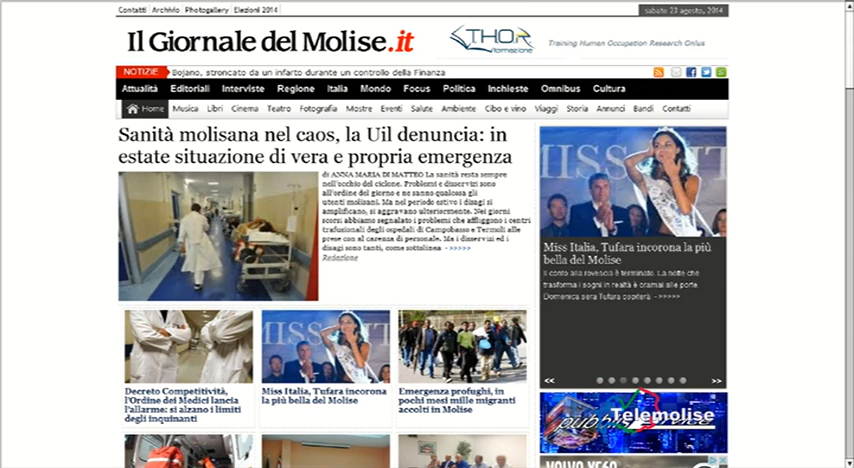 Contatti Archivio Photogallery Elezioni 2014
sabato 23 agosto, 2014
Il Giornale del Molise.it
THOR
formazione
Training Human Occupation Research Onlus
NOTIZIE
Bojano, stroncato da un infarto durante un controllo della Finanza
Attualità Editoriali Interviste Regione Italia Mondo Focus Politica Inchieste Omnibus Cultura
Home Musica Libri Cinema Teatro Fotografia Mostre Eventi Salute Ambiente Cibo e vino Viaggi Storia Annunci Bandi Contatti
Sanità molisana nel caos, la Uil denuncia: in
estate situazione di vera e propria emergenza
di ANNA MARIA DI MATTEO La sanità resta sempre
nell'occhio del ciclone. Problemi e disservizi sono
all'ordine del giorno e ne sanno qualcosa gli
utenti molisani. Ma nel periodo estivo i disagi si
amplificano, si aggravano ulteriormente. Nei giorni
scorsi abbiamo segnalato i problemi che affliggono i centri
trasfusionali degli ospedali di Campobasso e Termoli alle
prese con al carenza di personale. Ma i disservizi ed i
disagi sono tanti, come sottolinea - >>>>>
Redazione
MISS
Miss Italia, Tufara incorona la più
bella del Molise
Il conto alla rovescia è terminato. La notte che
trasforma i sogni in realtà è oramai alle porte.
Domenica sera Tufara ospiterà - >>>>>
<< >>
MISS IT
Decreto Competitività,
l'Ordine dei Medici lancia
l'allarme: si alzano i limiti
degli inquinanti
Miss Italia, Tufara incorona
la più bella del Molise
Emergenza profughi, in
pochi mesi mille migranti
accolti in Molise
Telemolise
VOLVO XC60